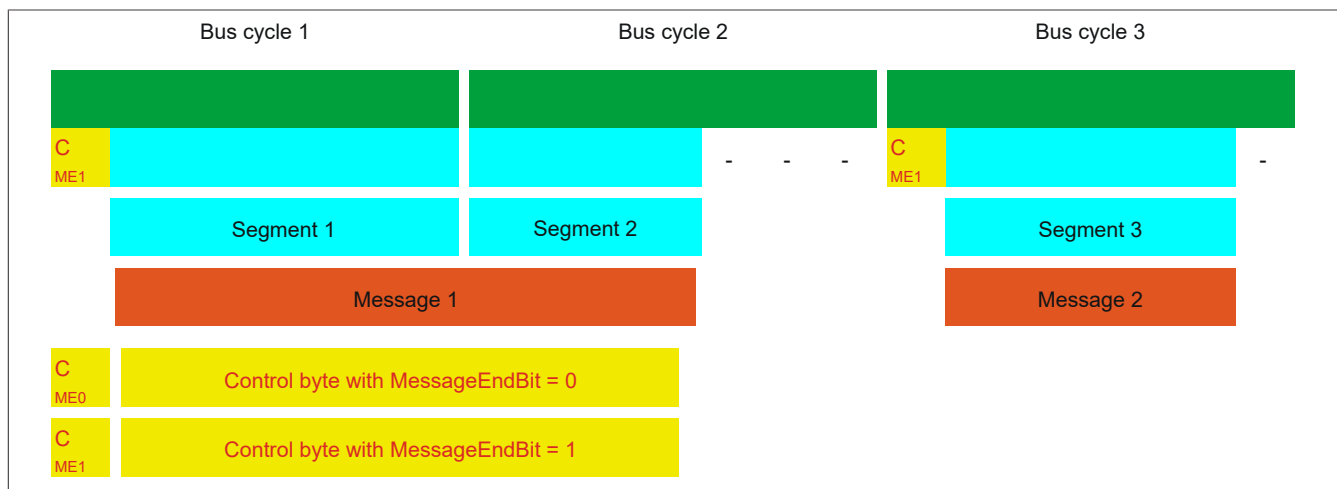 Bus cycle 1 Bus cycle 2 Bus cycle 3
C - - - C -
ME1 ME1
Segment 1 Segment 2 Segment 3
Message 1 Message 2
C
ME0
Control byte with MessageEndBit = 0
C
ME1
Control byte with MessageEndBit = 1